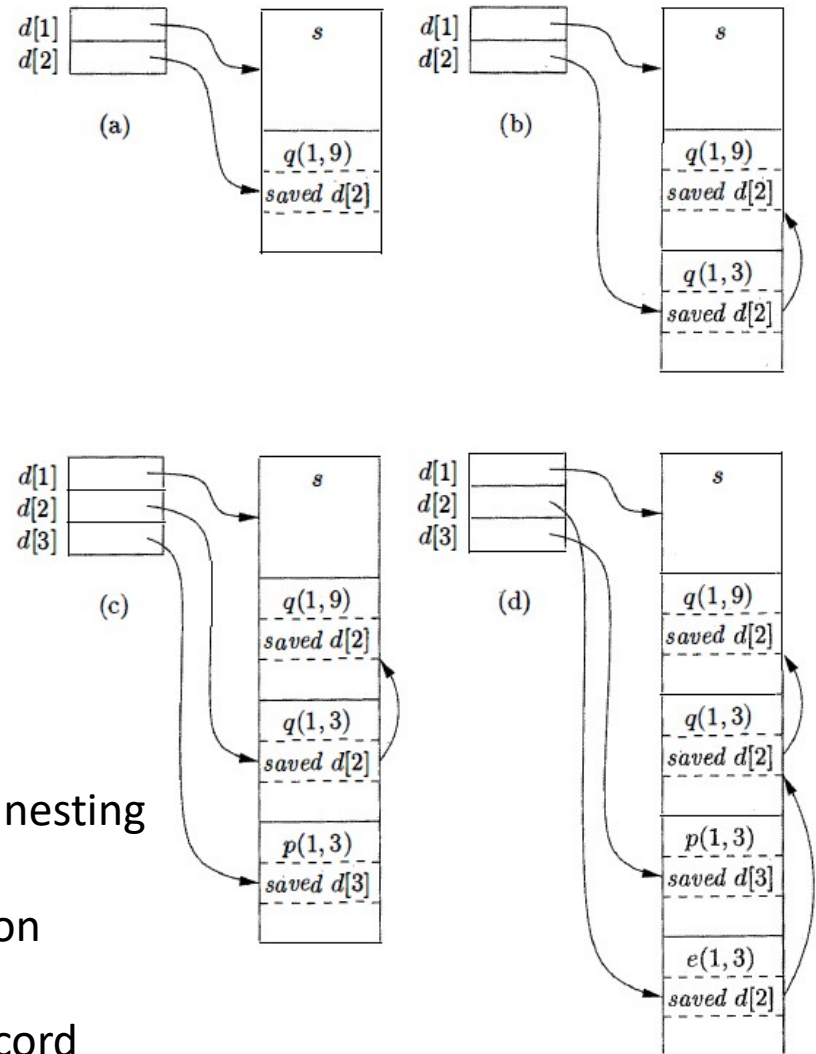 d[1]
d[2]
s
(a)
q(1,9)
saved d[2]
d[1]
d[2]
s
(b)
q(1,9)
saved d[2]
q(1,3)
saved d[2]
d[1]
d[2]
d[3]
s
(c)
q(1,9)
saved d[2]
q(1,3)
saved d[2]
p(1,3)
saved d[3]
d[1]
d[2]
d[3]
s
(d)
q(1,9)
saved d[2]
q(1,3)
saved d[2]
p(1,3)
saved d[3]
e(1,3)
saved d[2]
nesting
on
cord